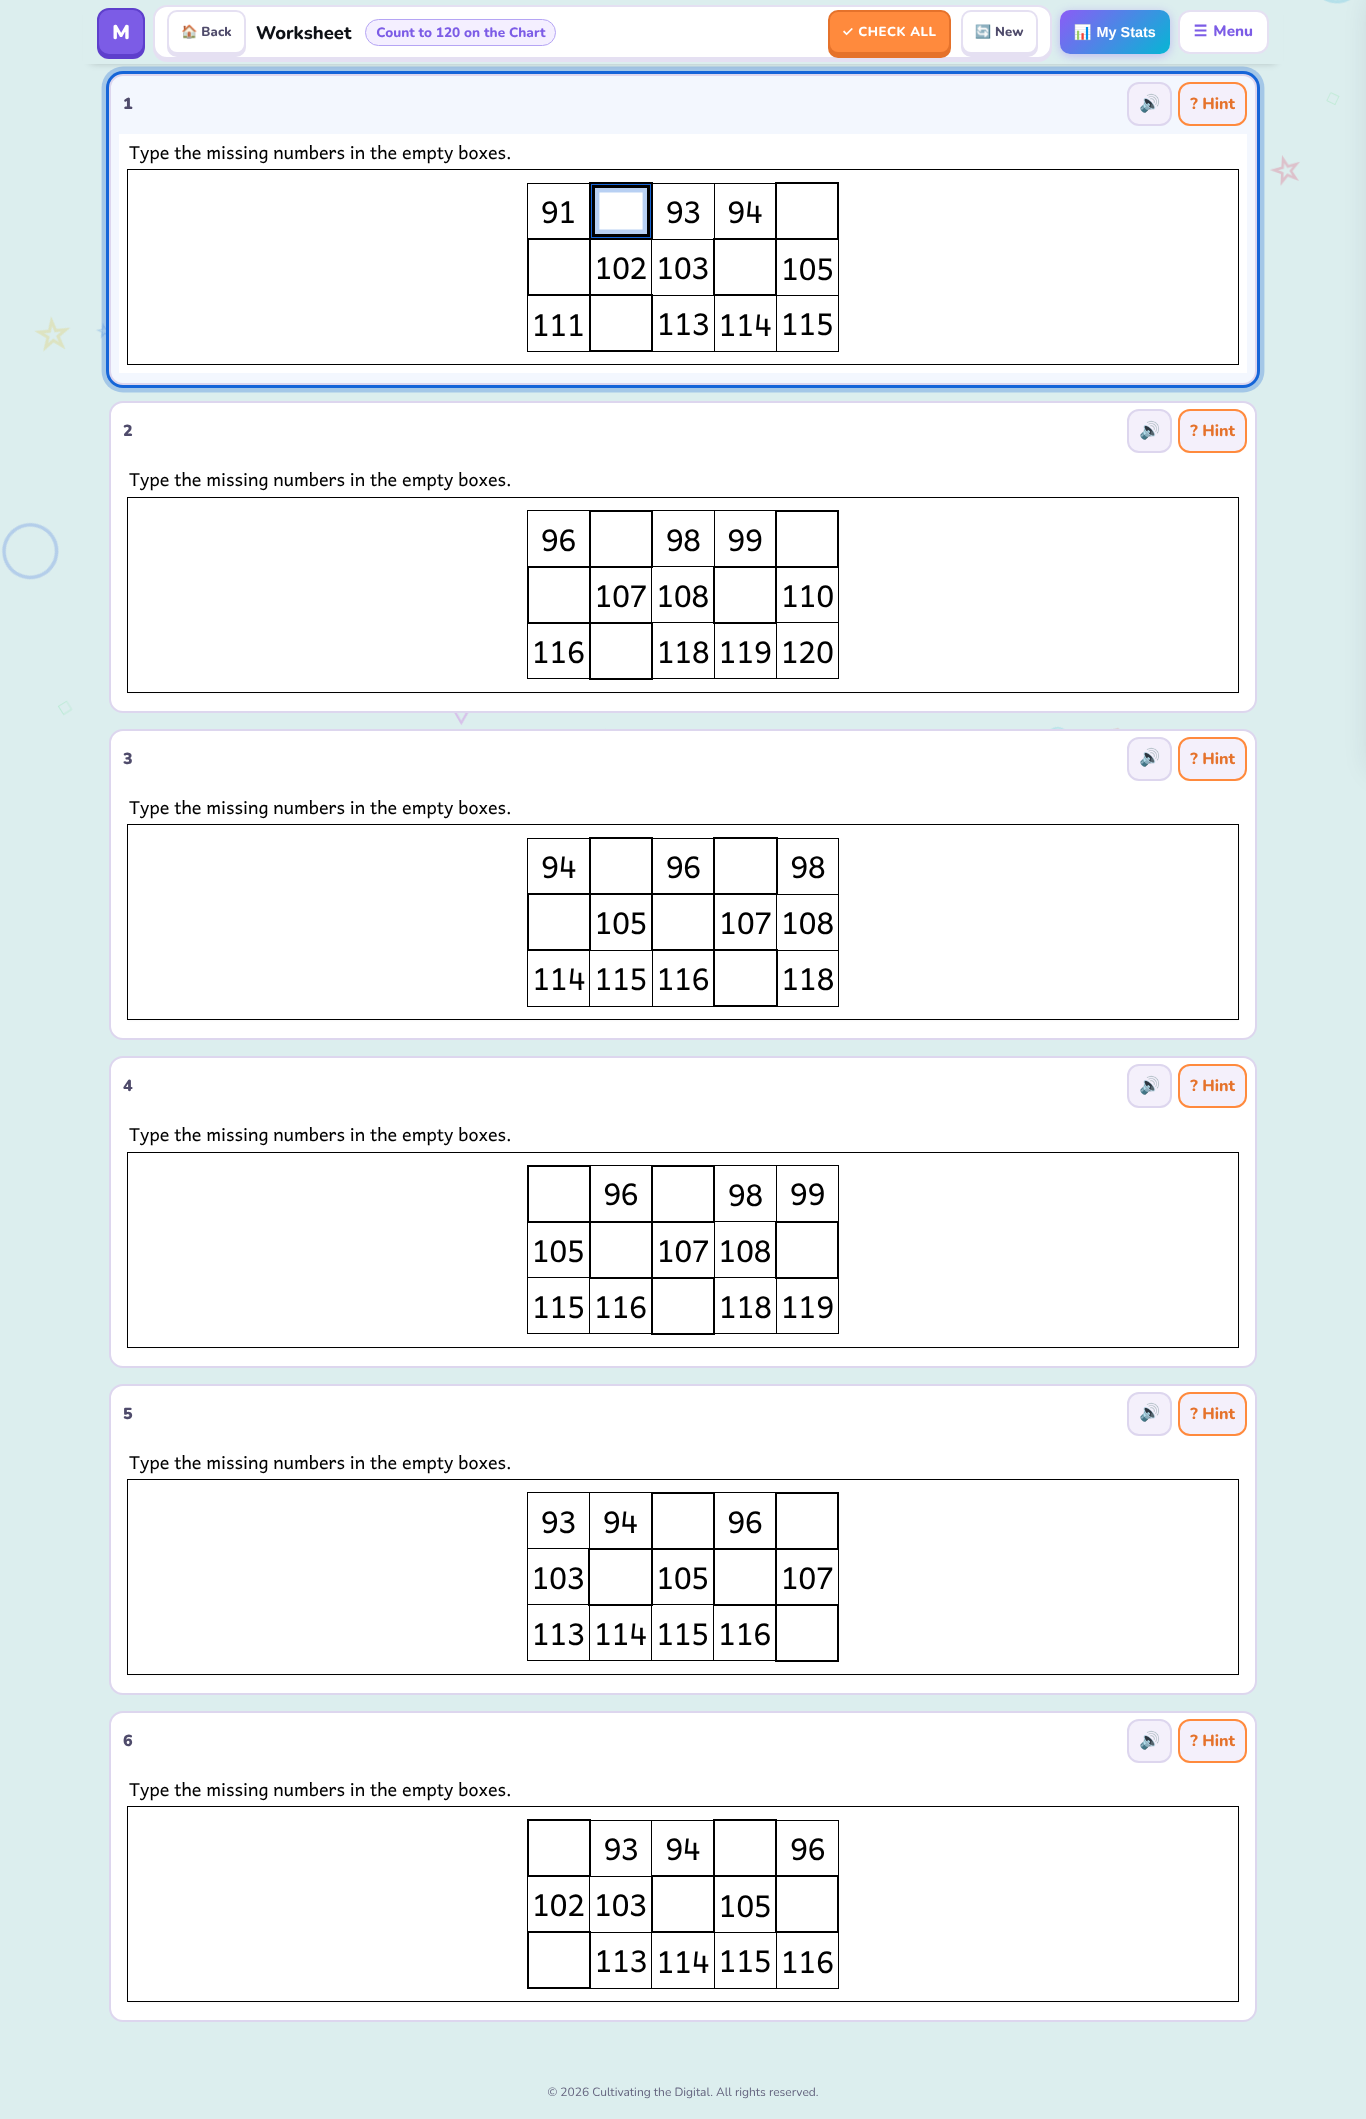 M
🏠 Back Worksheet Count to 120 on the Chart ✓ CHECK ALL 🔄 New 📊 My Stats ☰ Menu
1 🔊 ? Hint
Type the missing numbers in the empty boxes.
91 93 94
102 103 105
111 113 114 115
2 🔊 ? Hint
Type the missing numbers in the empty boxes.
96 98 99
107 108 110
116 118 119 120
3 🔊 ? Hint
Type the missing numbers in the empty boxes.
94 96 98
105 107 108
114 115 116 118
4 🔊 ? Hint
Type the missing numbers in the empty boxes.
96 98 99
105 107 108
115 116 118 119
5 🔊 ? Hint
Type the missing numbers in the empty boxes.
93 94 96
103 105 107
113 114 115 116
6 🔊 ? Hint
Type the missing numbers in the empty boxes.
93 94 96
102 103 105
113 114 115 116
© 2026 Cultivating the Digital. All rights reserved.